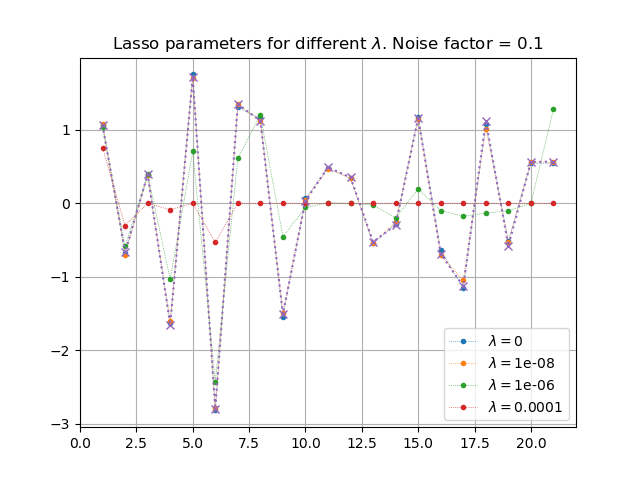 Lasso parameters for different λ. Noise factor = 0.1
1
0
−1
−2
−3
0.0 2.5 5.0 7.5 10.0 12.5 15.0 17.5 20.0
λ = 0
λ = 1e-08
λ = 1e-06
λ = 0.0001